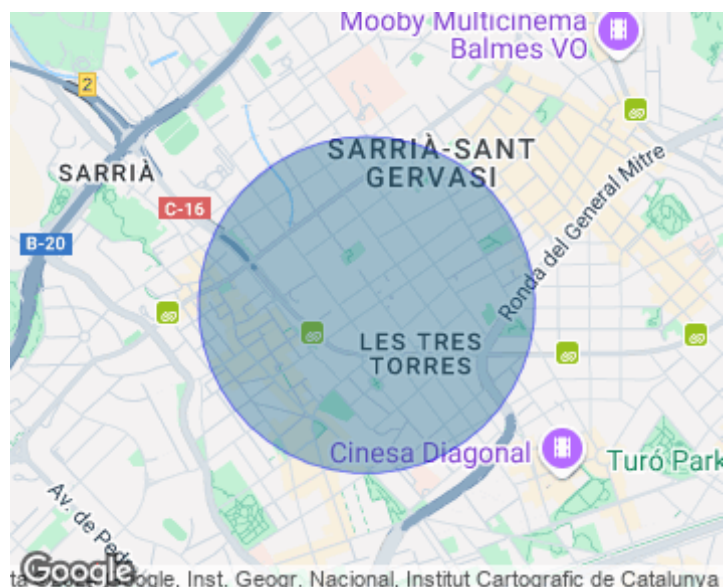 Mooby Multicinema
Balmes VO
2
SARRIÀ
SARRIÀ-SANT
GERVASI
C-16
B-20
Ronda del General Mitre
LES TRES
TORRES
Cinesa Diagonal
Turó Park
Av. de Ped
Google
ogle, Inst. Geogr. Nacional, Institut Cartografic de Catalunya